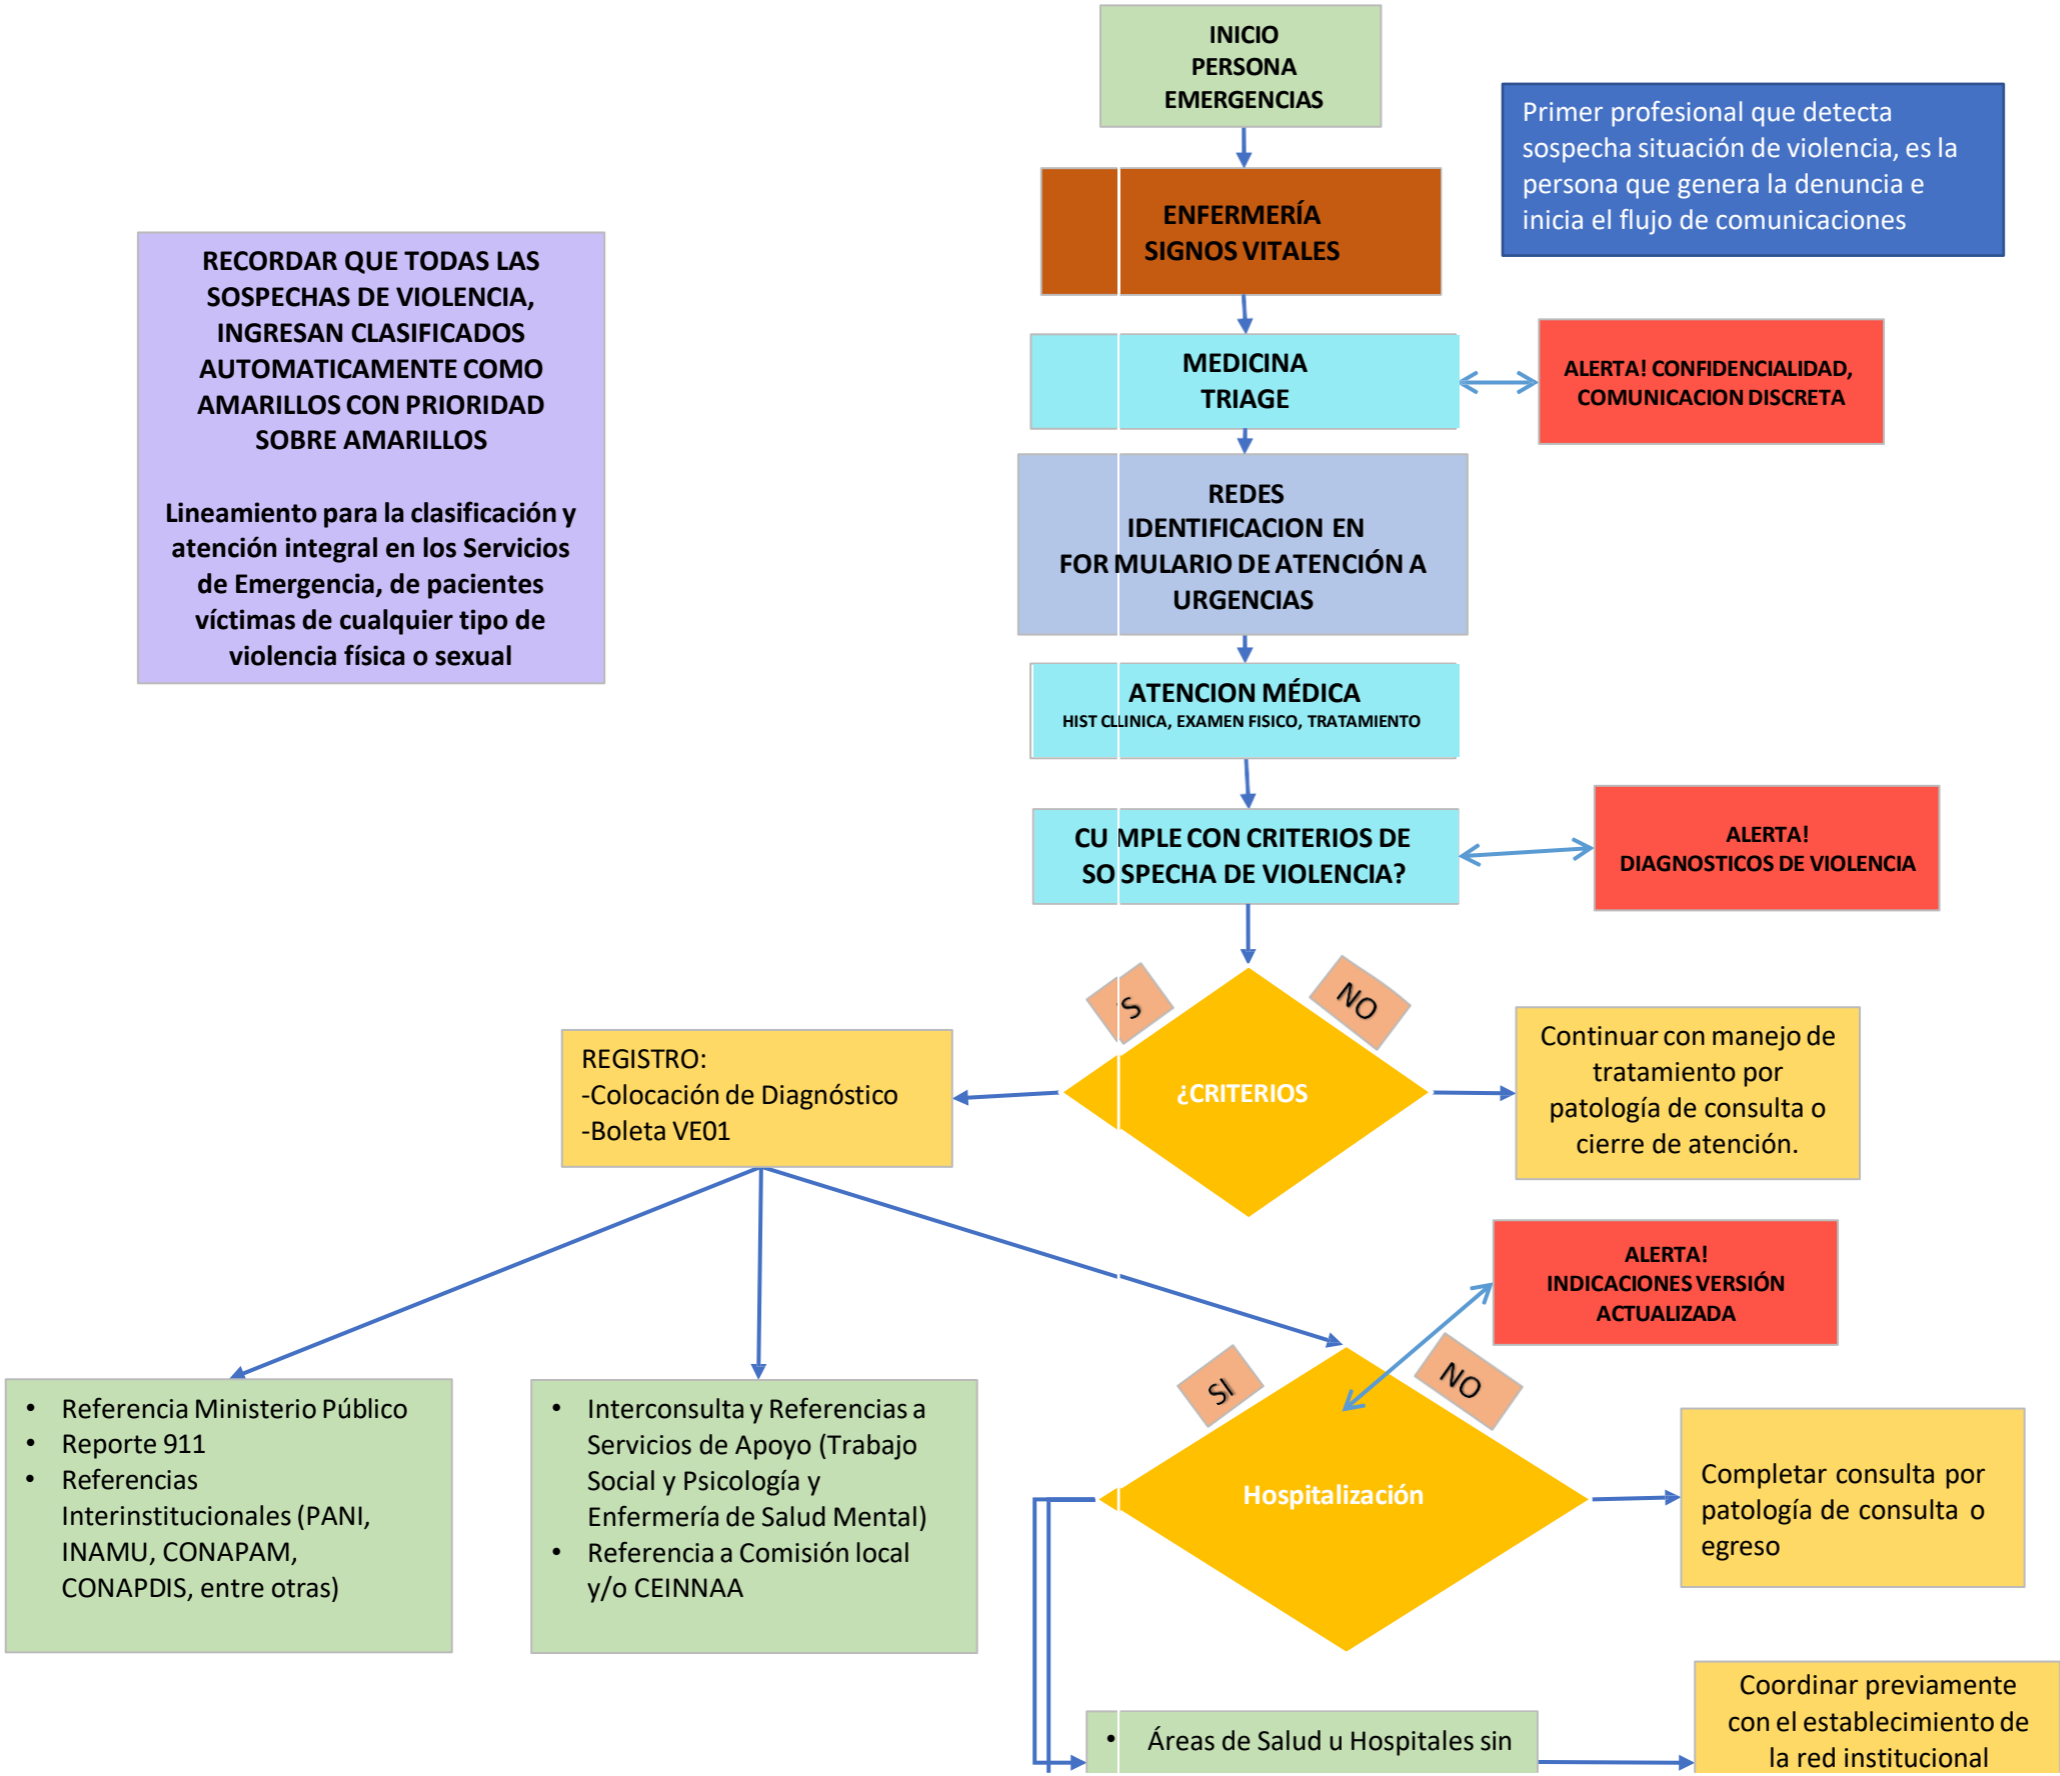 INICIO
PERSONA
EMERGENCIAS
Primer profesional que detecta
sospecha situación de violencia, es la
persona que genera la denuncia e
inicia el flujo de comunicaciones
ENFERMERÍA
SIGNOS VITALES
RECORDAR QUE TODAS LAS
SOSPECHAS DE VIOLENCIA,
INGRESAN CLASIFICADOS
AUTOMATICAMENTE COMO
AMARILLOS CON PRIORIDAD
SOBRE AMARILLOS
Lineamiento para la clasificación y
atención integral en los Servicios
de Emergencia, de pacientes
víctimas de cualquier tipo de
violencia física o sexual
MEDICINA
TRIAGE
ALERTA! CONFIDENCIALIDAD,
COMUNICACION DISCRETA
REDES
IDENTIFICACION EN
FOR MULARIO DE ATENCIÓN A
URGENCIAS
ATENCION MÉDICA
HIST CLLINICA, EXAMEN FISICO, TRATAMIENTO
CU MPLE CON CRITERIOS DE
SO SPECHA DE VIOLENCIA?
ALERTA!
DIAGNOSTICOS DE VIOLENCIA
S
NO
¿CRITERIOS
REGISTRO:
-Colocación de Diagnóstico
-Boleta VE01
Continuar con manejo de
tratamiento por
patología de consulta o
cierre de atención.
ALERTA!
INDICACIONES VERSIÓN
ACTUALIZADA
SI
NO
Hospitalización
• Referencia Ministerio Público
• Reporte 911
• Referencias
Interinstitucionales (PANI,
INAMU, CONAPAM,
CONAPDIS, entre otras)
• Interconsulta y Referencias a
Servicios de Apoyo (Trabajo
Social y Psicología y
Enfermería de Salud Mental)
• Referencia a Comisión local
y/o CEINNAA
Completar consulta por
patología de consulta o
egreso
• Áreas de Salud u Hospitales sin
Coordinar previamente
con el establecimiento de
la red institucional